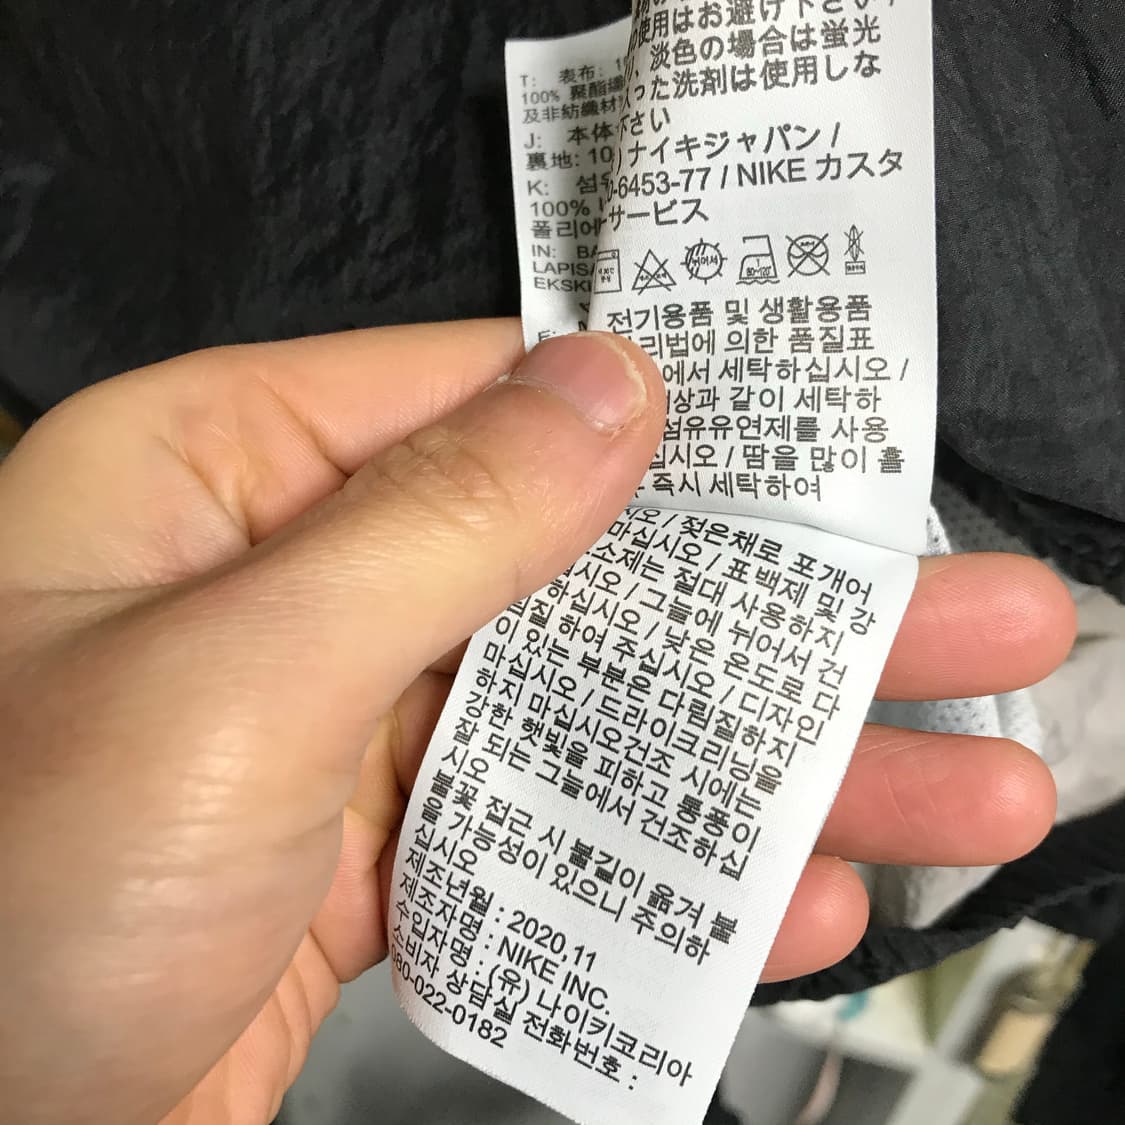 T: 表布:
100% 聚酯纖
及非紡織材
J: 本体
裏地: 10
K: 섬유
100%
폴리에
IN: BA
LAPISA
EKSKL
使用はお避け下さい
、淡色の場合は蛍光
った洗剤は使用しな
下さい
ナイキジャパン /
-6453-77 / NIKE カスタ
サービス
80~120
전기용품 및 생활용품
리법에 의한 품질표
에서 세탁하십시오 /
상과 같이 세탁하
섬유유연제를 사용
십시오 / 땀을 많이 흘
즉시 세탁하여
시오 / 젖은채로 포개어
마십시오 / 표백제 및 강
소제는 절대 사용하지
십시오 / 그늘에 뉘어서 건
하십시오 / 낮은 온도로 다
림질 하여 주십시오 / 디자인
이 있는 부분은 다림질하지
마십시오 / 드라이크리닝을
하지 마십시오건조 시에는
강한 햇빛을 피하고 통풍이
잘 되는 그늘에서 건조하십
시오
불꽃 접근 시 불길이 옮겨 붙
을 가능성이 있으니 주의하
십시오
제조년월 : 2020.11
제조자명 : NIKE INC.
수입자명 : (유) 나이키코리아
소비자 상담실 전화번호 :
080-022-0182